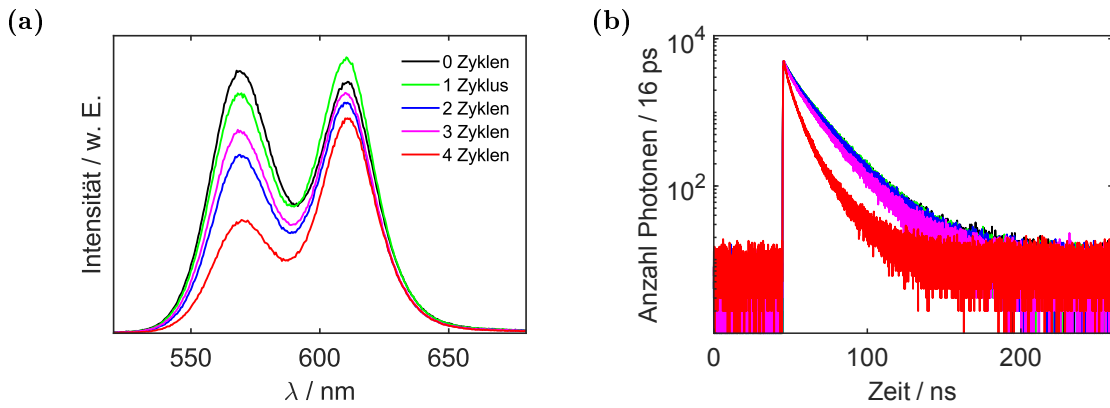 (a)
Intensität / w. E.
0 Zyklen
1 Zyklus
2 Zyklen
3 Zyklen
4 Zyklen
550
600
650
λ / nm
(b)
Anzahl Photonen / 16 ps
10^4
10^2
0
100
200
Zeit / ns